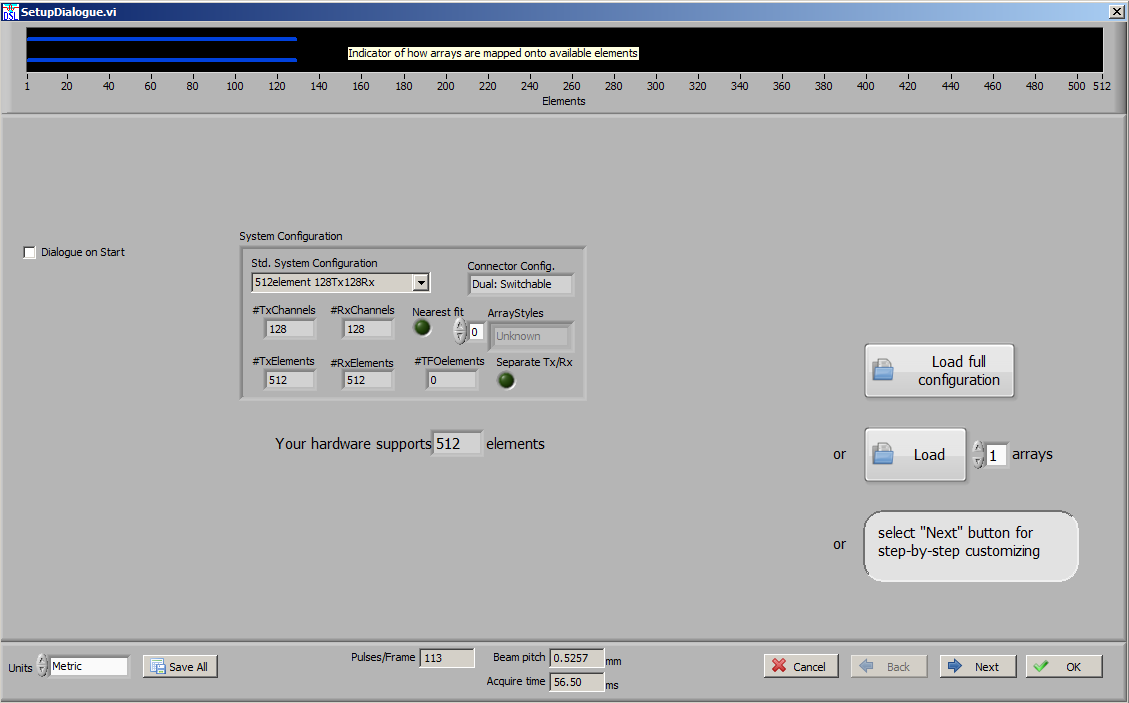 SetupDialogue.vi
Indicator of how arrays are mapped onto available elements
1 20 40 60 80 100 120 140 160 180 200 220 240 260 280 300 320 340 360 380 400 420 440 460 480 500 512
Elements
Dialogue on Start
System Configuration
Std. System Configuration
512element 128Tx128Rx
Connector Config.
Dual: Switchable
#TxChannels
128
#RxChannels
128
Nearest fit
0
ArrayStyles
Unknown
#TxElements
512
#RxElements
512
#TFOelements
0
Separate Tx/Rx
Your hardware supports 512 elements
Load full
configuration
or
Load
1 arrays
or
select "Next" button for
step-by-step customizing
Units Metric
Save All
Pulses/Frame 113
Beam pitch 0.5257 mm
Acquire time 56.50 ms
Cancel
Back
Next
OK